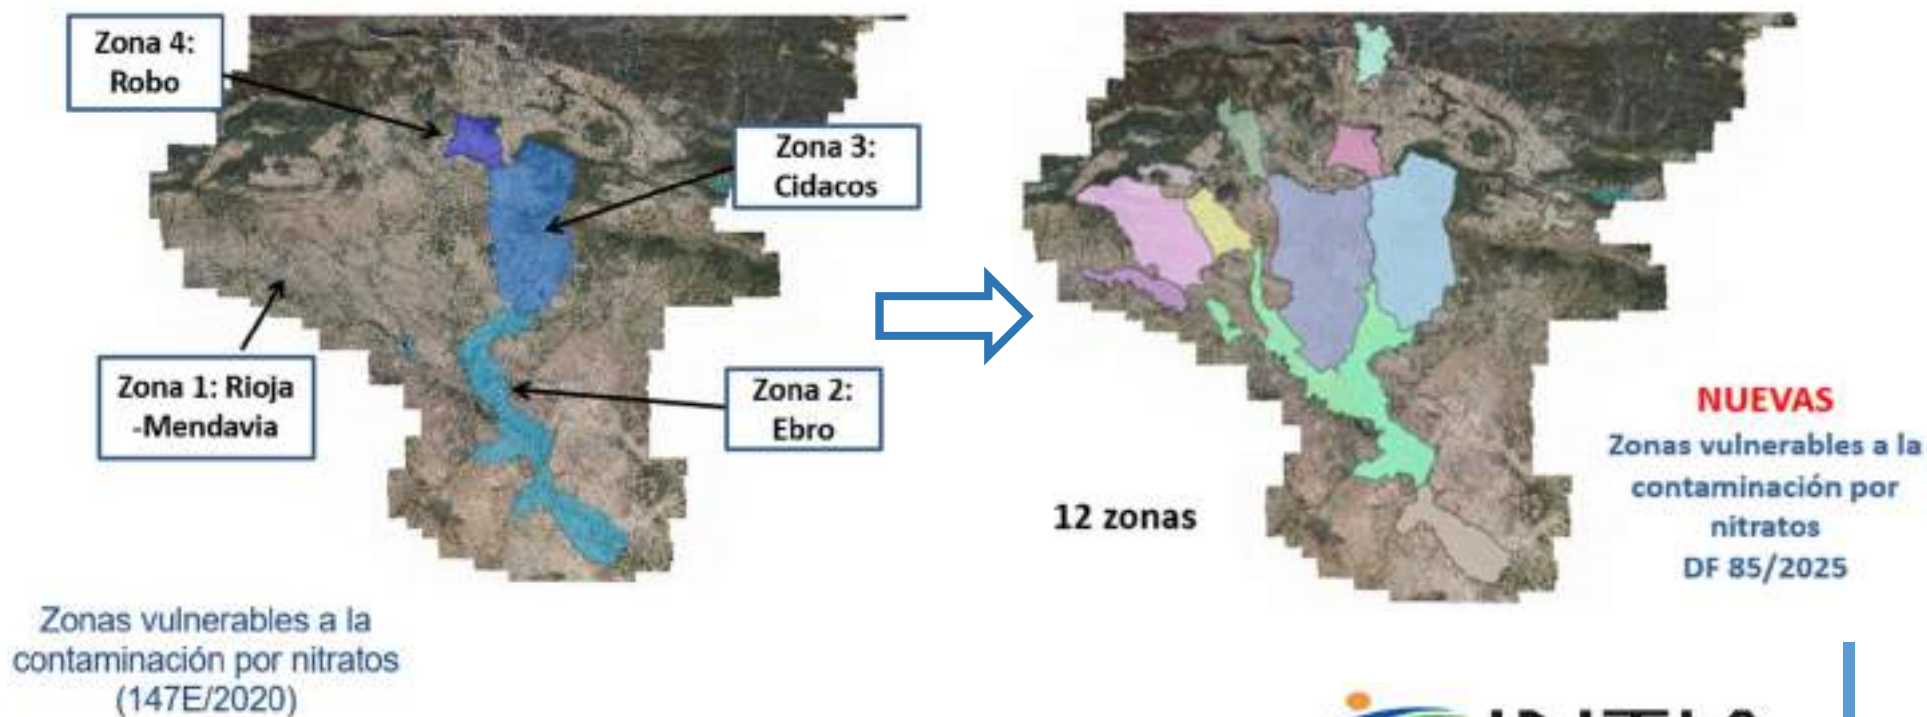 Zona 4:
Robo
Zona 3:
Cidacos
Zona 1: Rioja
-Mendavia
Zona 2:
Ebro
Zonas vulnerables a la
contaminación por nitratos
(147E/2020)
12 zonas
NUEVAS
Zonas vulnerables a la
contaminación por
nitratos
DF 85/2025